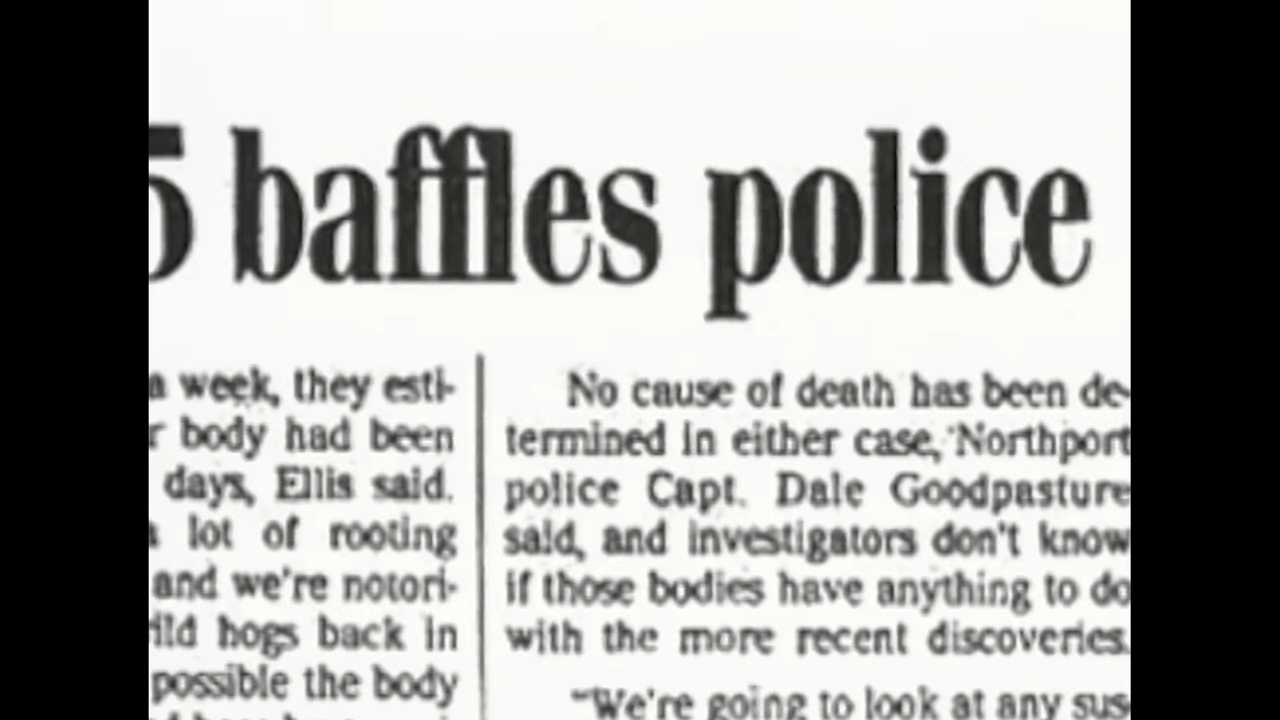 5 baffles police
a week, they esti-
r body had been
days, Ellis said.
lot of rooting
and we're notori-
ild hogs back in
possible the body
No cause of death has been de-
termined in either case, Northport
police Capt. Dale Goodpasture
said, and investigators don't know
if those bodies have anything to do
with the more recent discoveries.
"We're going to look at any sus-